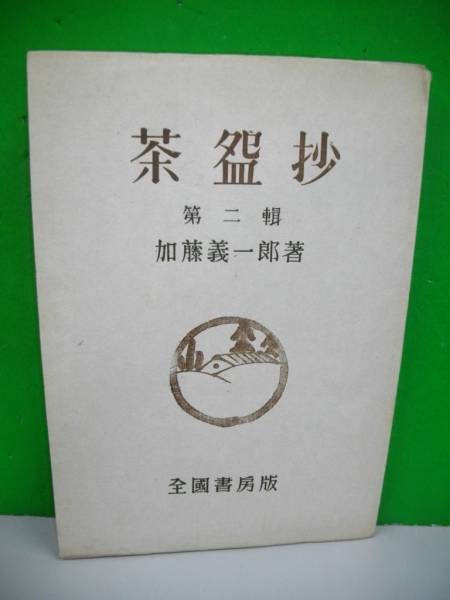 茶盌抄
第二輯
加藤義一郎著
全國書房版